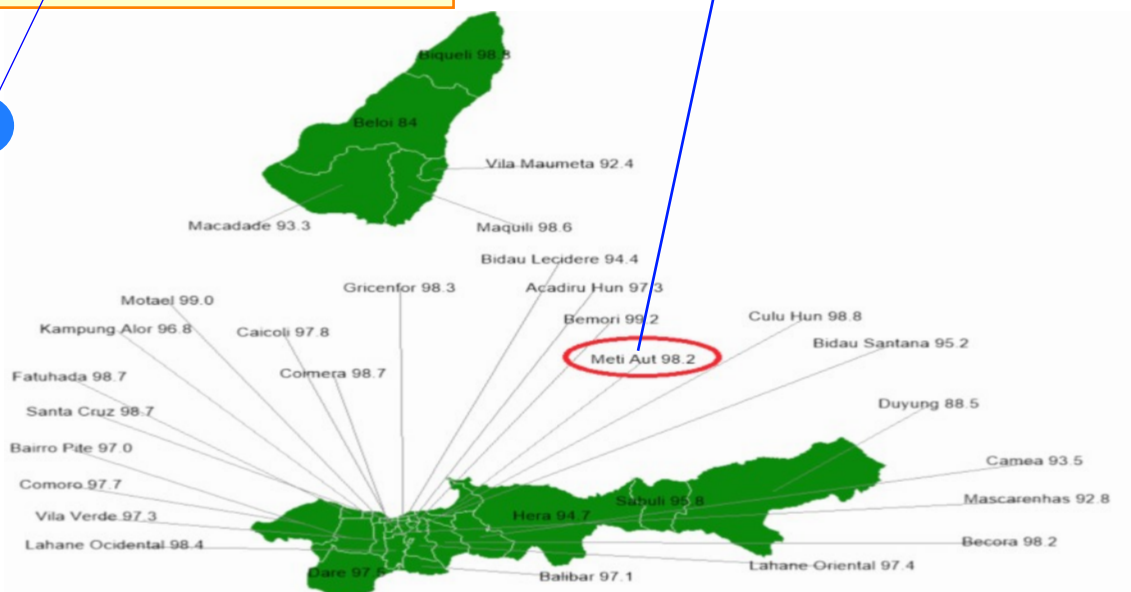 Biqueli 98.8
Beloi 84
Vila Maumeta 92.4
Macadade 93.3
Maquili 98.6
Bidau Lecidere 94.4
Gricenfor 98.3
Acadiru Hun 97.3
Motael 99.0
Bemori 99.2
Culu Hun 98.8
Kampung Alor 96.8
Caicoli 97.8
Bidau Santana 95.2
Meti Aut 98.2
Coimera 98.7
Fatuhada 98.7
Duyung 88.5
Santa Cruz 98.7
Bairro Pite 97.0
Camea 93.5
Comoro 97.7
Mascarenhas 92.8
Sabuli 95.8
Vila Verde 97.3
Hera 94.7
Becora 98.2
Lahane Ocidental 98.4
Lahane Oriental 97.4
Dare 97.6
Balibar 97.1